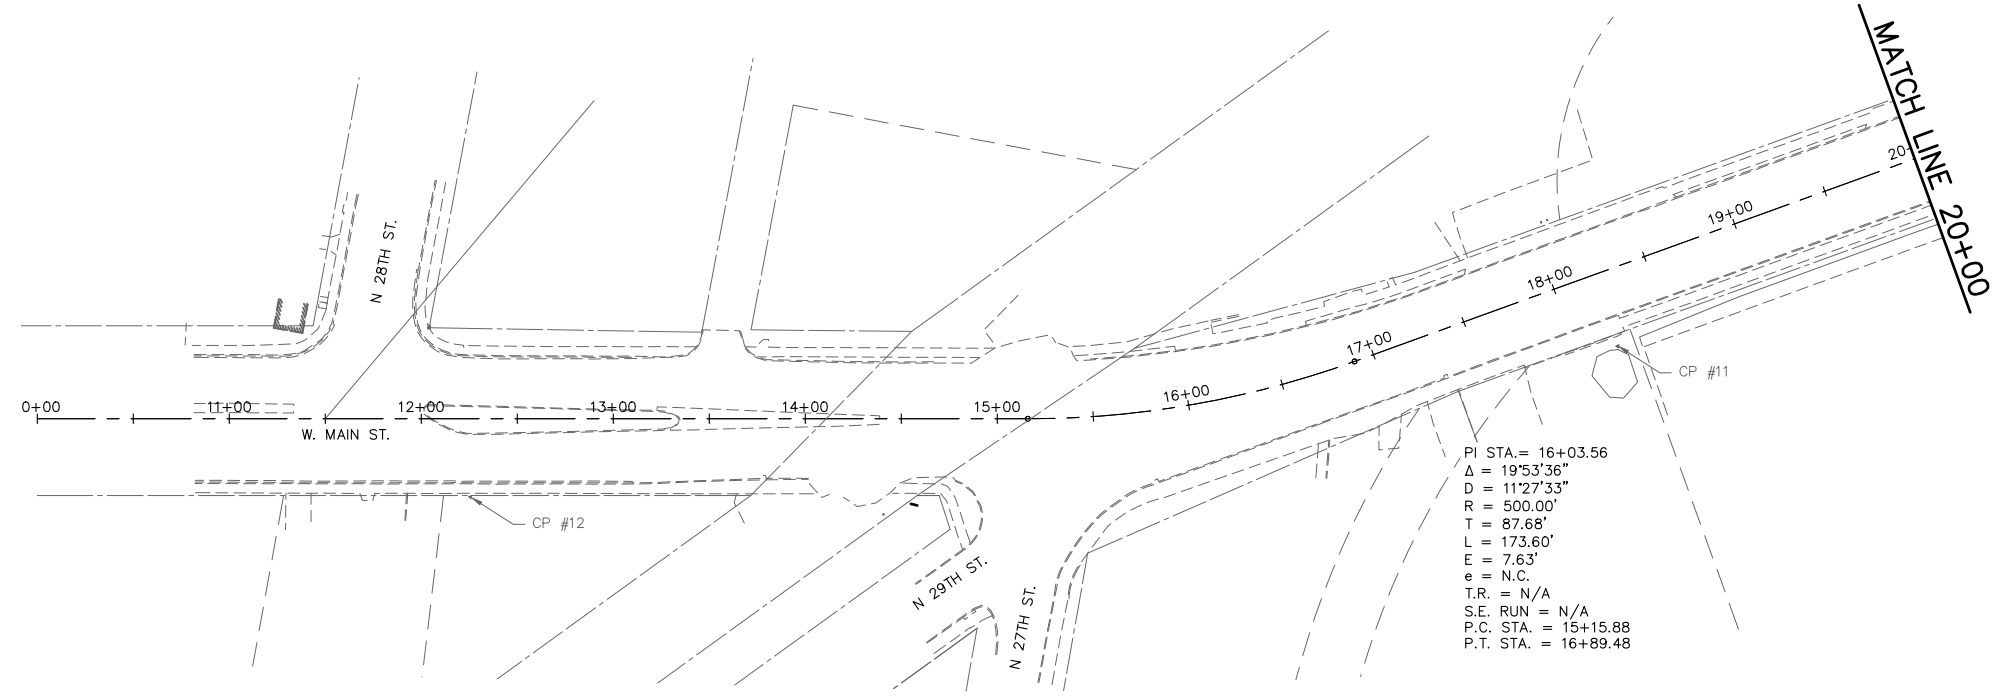 MATCH LINE 20+00
20+
19+00
18+00
17+00
16+00
15+00
14+00
13+00
12+00
11+00
0+00
N 28TH ST.
W. MAIN ST.
CP #11
CP #12
N 29TH ST.
N 27TH ST.
PI STA.= 16+03.56
Δ = 19°53'36"
D = 11°27'33"
R = 500.00'
T = 87.68'
L = 173.60'
E = 7.63'
e = N.C.
T.R. = N/A
S.E. RUN = N/A
P.C. STA. = 15+15.88
P.T. STA. = 16+89.48